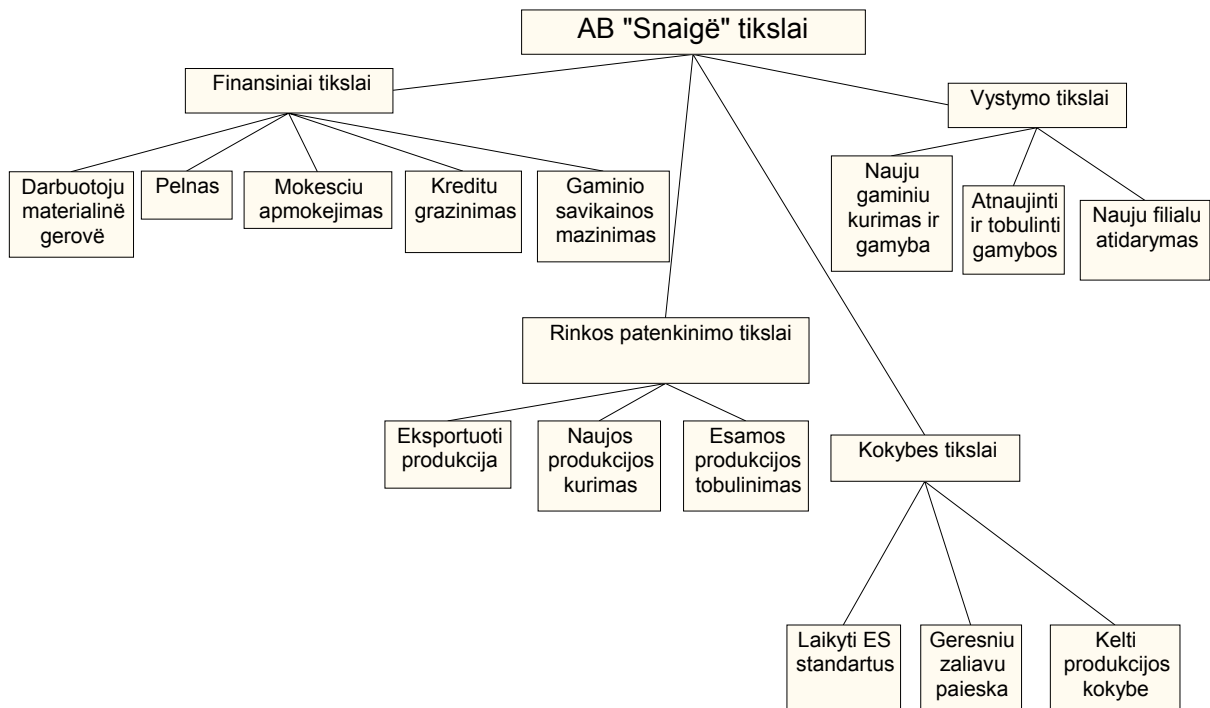 AB "Snaigë" tikslai
Finansiniai tikslai
Vystymo tikslai
Darbuotoju
materialinë
gerovë
Pelnas
Mokesciu
apmokejimas
Kreditu
grazinimas
Gaminio
savikainos
mazinimas
Nauju
gaminiu
kurimas ir
gamyba
Atnaujinti
ir tobulinti
gamybos
Nauju filialu
atidarymas
Rinkos patenkinimo tikslai
Eksportuoti
produkcija
Naujos
produkcijos
kurimas
Esamos
produkcijos
tobulinimas
Kokybes tikslai
Laikyti ES
standartus
Geresniu
zaliavu
paieska
Kelti
produkcijos
kokybe